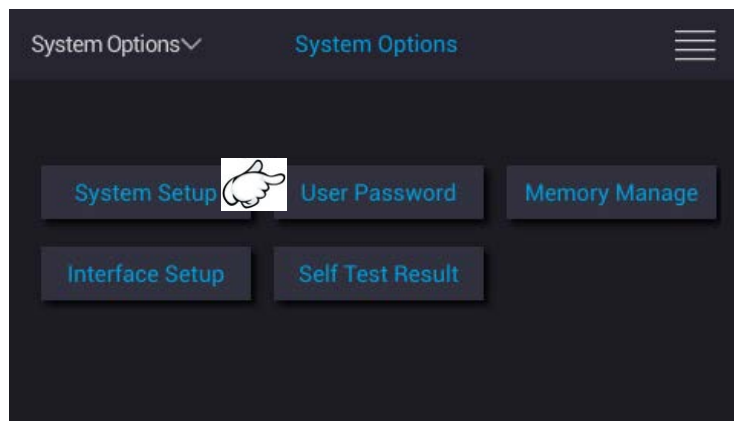 System Options System Options
System Setup User Password Memory Manage
Interface Setup Self Test Result